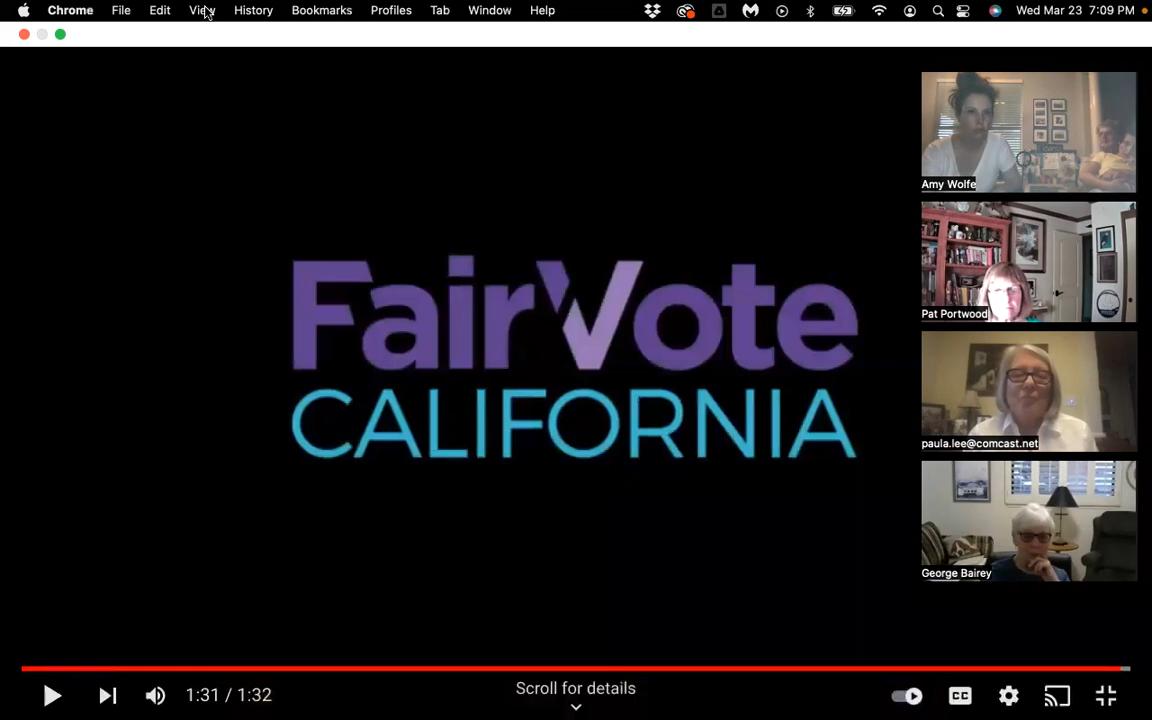 Chrome File Edit View History Bookmarks Profiles Tab Window Help Wed Mar 23 7:09 PM
Amy Wolfe
Pat Portwood
FairVote
CALIFORNIA
paula.lee@comcast.net
George Bairey
1:31 / 1:32
Scroll for details
CC